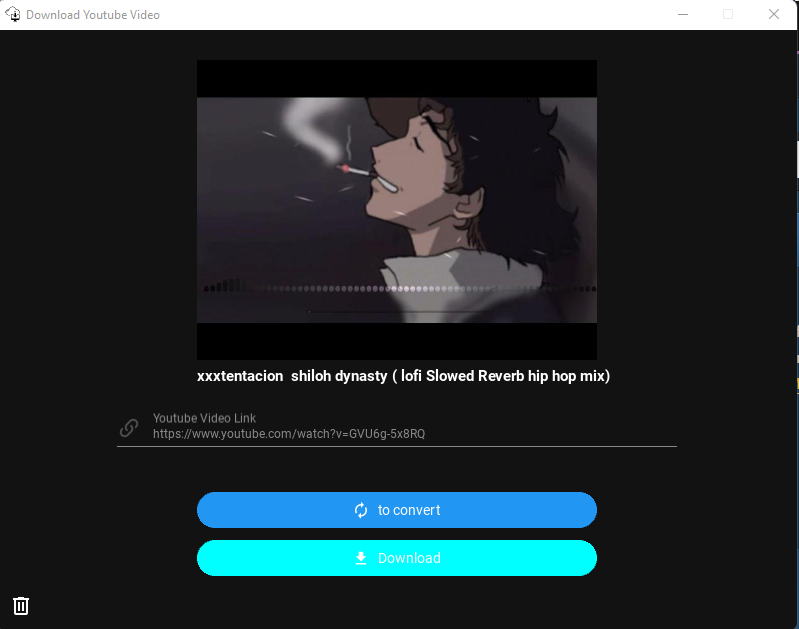 Download Youtube Video
xxxtentacion  shiloh dynasty ( lofi Slowed Reverb hip hop mix)
Youtube Video Link
https://www.youtube.com/watch?v=GVU6g-5x8RQ
to convert
Download